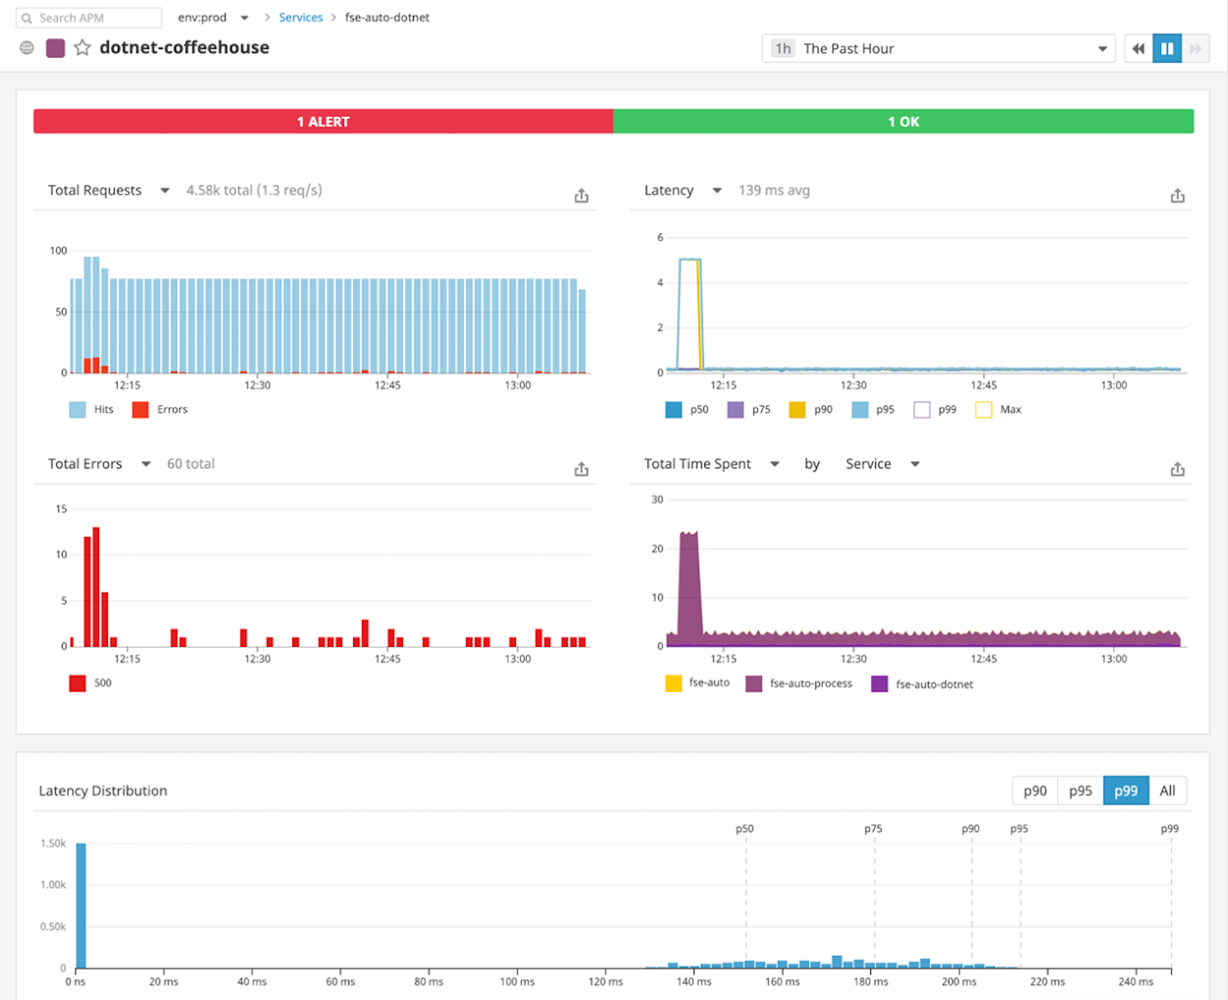 Search APM env:prod > Services > fse-auto-dotnet
dotnet-coffeehouse 1h The Past Hour
1 ALERT 1 OK
Total Requests 4.58k total (1.3 req/s)
100
50
0
12:15 12:30 12:45 13:00
Hits Errors
Latency 139 ms avg
6
4
2
0
12:15 12:30 12:45 13:00
p50 p75 p90 p95 p99 Max
Total Errors 60 total
15
10
5
0
12:15 12:30 12:45 13:00
500
Total Time Spent by Service
30
20
10
0
12:15 12:30 12:45 13:00
fse-auto fse-auto-process fse-auto-dotnet
Latency Distribution p90 p95 p99 All
p50 p75 p90 p95 p99
1.50k
1.00k
0.50k
0
0 ns 20 ms 40 ms 60 ms 80 ms 100 ms 120 ms 140 ms 160 ms 180 ms 200 ms 220 ms 240 ms